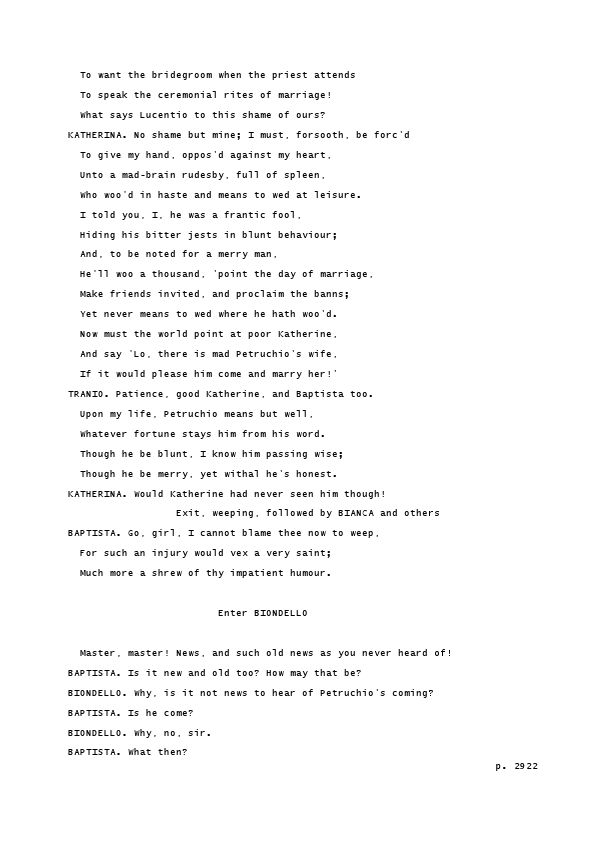 To want the bridegroom when the priest attends
To speak the ceremonial rites of marriage!
What says Lucentio to this shame of ours?
KATHERINA. No shame but mine; I must, forsooth, be forc'd
To give my hand, oppos'd against my heart,
Unto a mad-brain rudesby, full of spleen,
Who woo'd in haste and means to wed at leisure.
I told you, I, he was a frantic fool,
Hiding his bitter jests in blunt behaviour;
And, to be noted for a merry man,
He'll woo a thousand, 'point the day of marriage,
Make friends invited, and proclaim the banns;
Yet never means to wed where he hath woo'd.
Now must the world point at poor Katherine,
And say 'Lo, there is mad Petruchio's wife,
If it would please him come and marry her!'
TRANIO. Patience, good Katherine, and Baptista too.
Upon my life, Petruchio means but well,
Whatever fortune stays him from his word.
Though he be blunt, I know him passing wise;
Though he be merry, yet withal he's honest.
KATHERINA. Would Katherine had never seen him though!
Exit, weeping, followed by BIANCA and others
BAPTISTA. Go, girl, I cannot blame thee now to weep,
For such an injury would vex a very saint;
Much more a shrew of thy impatient humour.
Enter BIONDELLO
Master, master! News, and such old news as you never heard of!
BAPTISTA. Is it new and old too? How may that be?
BIONDELLO. Why, is it not news to hear of Petruchio's coming?
BAPTISTA. Is he come?
BIONDELLO. Why, no, sir.
BAPTISTA. What then?
p. 2922